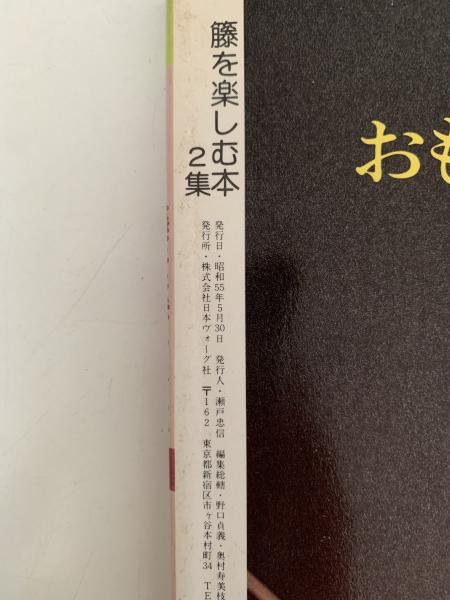 籐を楽しむ本
2集
発行日・昭和55年5月30日 発行人・瀬戸忠信 編集総轄・野口貞義・奥村寿美枝
発行所・株式会社日本ヴォーグ社 〒162 東京都新宿区市ヶ谷本村町34 TE
おも